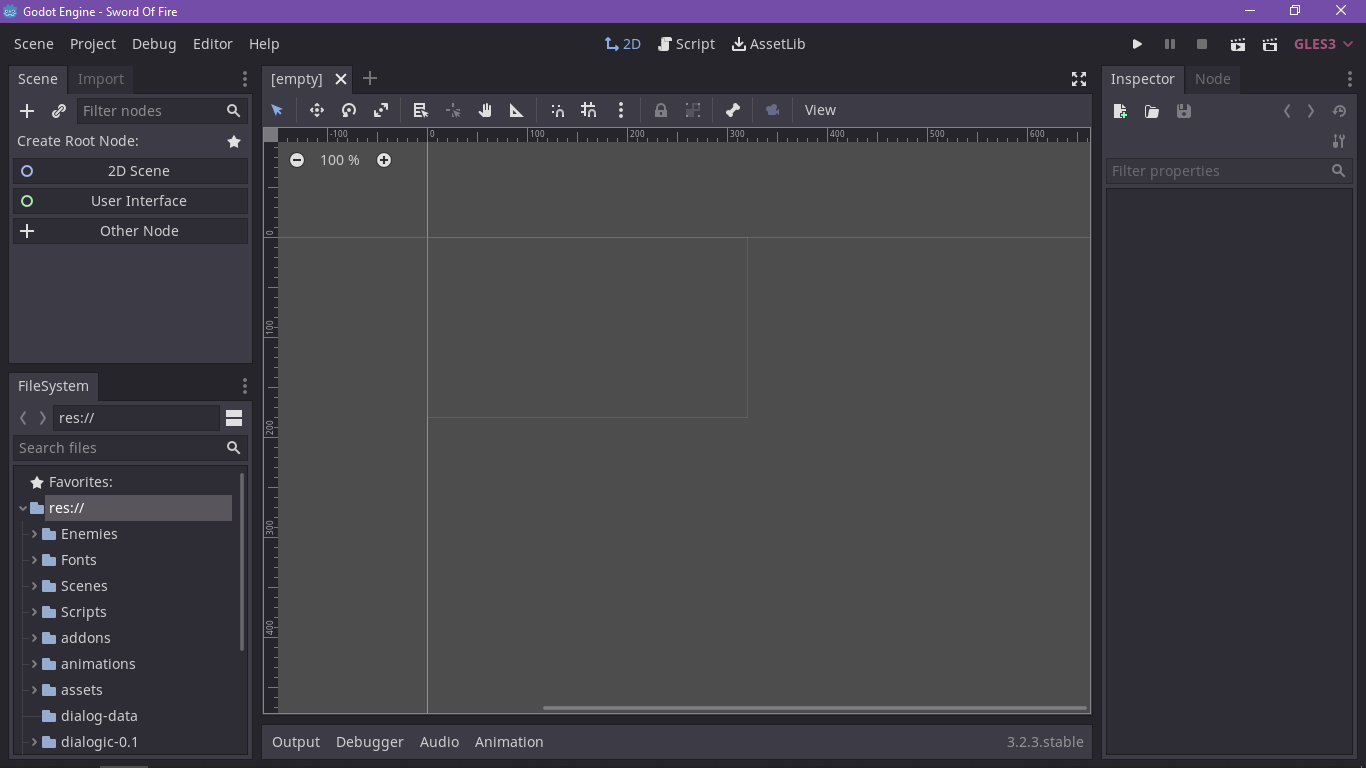 Godot Engine - Sword Of Fire
Scene Project Debug Editor Help
2D Script AssetLib
GLES3
Scene Import
Filter nodes
Create Root Node:
2D Scene
User Interface
Other Node
FileSystem
res://
Search files
Favorites:
res://
Enemies
Fonts
Scenes
Scripts
addons
animations
assets
dialog-data
dialogic-0.1
[empty]
View
-100 0 100 200 300 400 500 600
100 %
0
100
200
300
400
Output Debugger Audio Animation
3.2.3.stable
Inspector Node
Filter properties